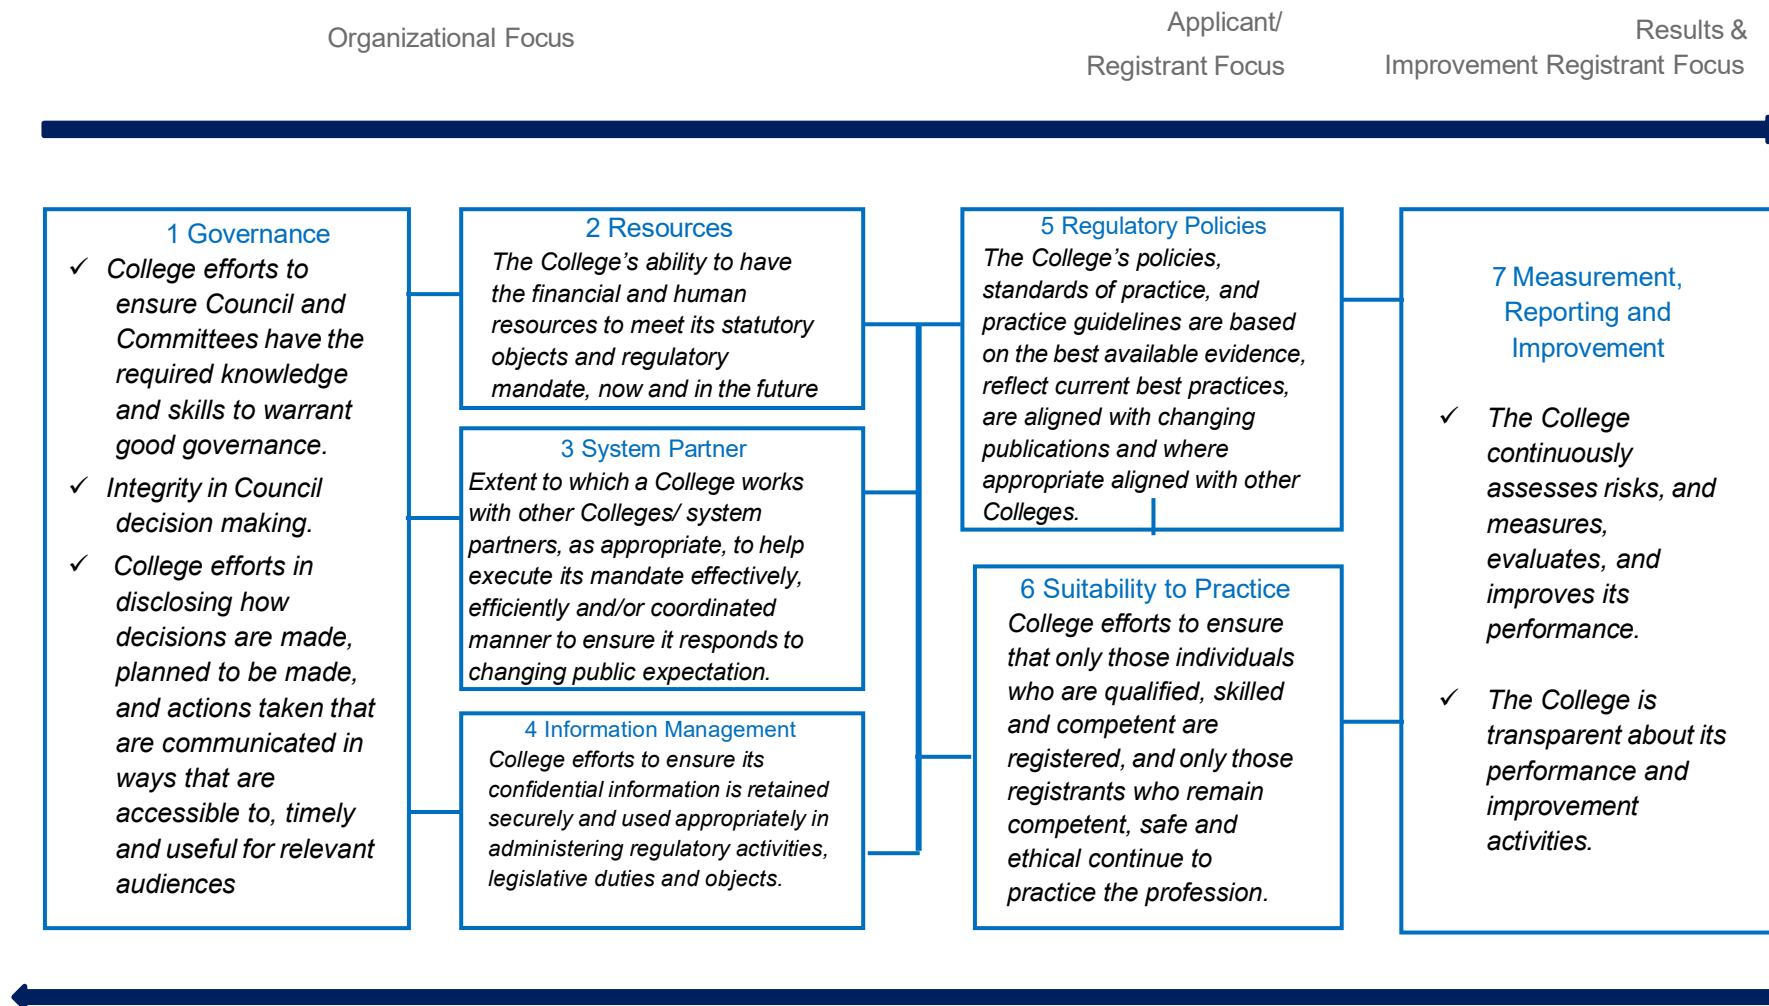 Organizational Focus
Applicant/
Registrant Focus
Results &
Improvement Registrant Focus
1 Governance
✓ College efforts to
ensure Council and
Committees have the
required knowledge
and skills to warrant
good governance.
✓ Integrity in Council
decision making.
✓ College efforts in
disclosing how
decisions are made,
planned to be made,
and actions taken that
are communicated in
ways that are
accessible to, timely
and useful for relevant
audiences
2 Resources
The College’s ability to have
the financial and human
resources to meet its statutory
objects and regulatory
mandate, now and in the future
3 System Partner
Extent to which a College works
with other Colleges/ system
partners, as appropriate, to help
execute its mandate effectively,
efficiently and/or coordinated
manner to ensure it responds to
changing public expectation.
4 Information Management
College efforts to ensure its
confidential information is retained
securely and used appropriately in
administering regulatory activities,
legislative duties and objects.
5 Regulatory Policies
The College’s policies,
standards of practice, and
practice guidelines are based
on the best available evidence,
reflect current best practices,
are aligned with changing
publications and where
appropriate aligned with other
Colleges.
6 Suitability to Practice
College efforts to ensure
that only those individuals
who are qualified, skilled
and competent are
registered, and only those
registrants who remain
competent, safe and
ethical continue to
practice the profession.
7 Measurement,
Reporting and
Improvement
✓ The College
continuously
assesses risks, and
measures,
evaluates, and
improves its
performance.
✓ The College is
transparent about its
performance and
improvement
activities.